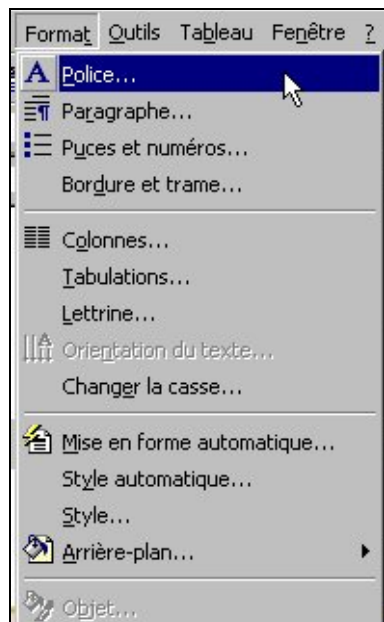 Format Outils Tableau Fenêtre ?
Police...
Paragraphe...
Puces et numéros...
Bordure et trame...
Colonnes...
Tabulations...
Lettrine...
Orientation du texte...
Changer la casse...
Mise en forme automatique...
Style automatique...
Style...
Arrière-plan...
Objet...